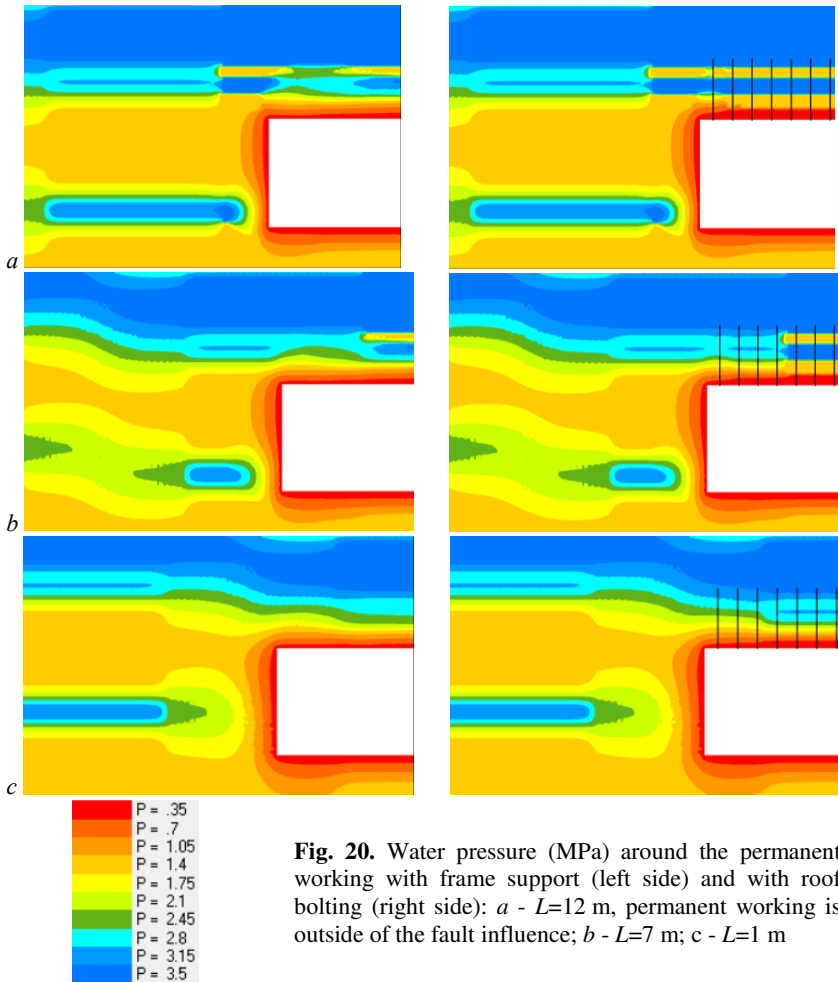 a
b
c
P = .35
P = .7
P = 1.05
P = 1.4
P = 1.75
P = 2.1
P = 2.45
P = 2.8
P = 3.15
P = 3.5
Fig. 20. Water pressure (MPa) around the permanent
working with frame support (left side) and with roof
bolting (right side): a - L=12 m, permanent working is
outside of the fault influence; b - L=7 m; c - L=1 m